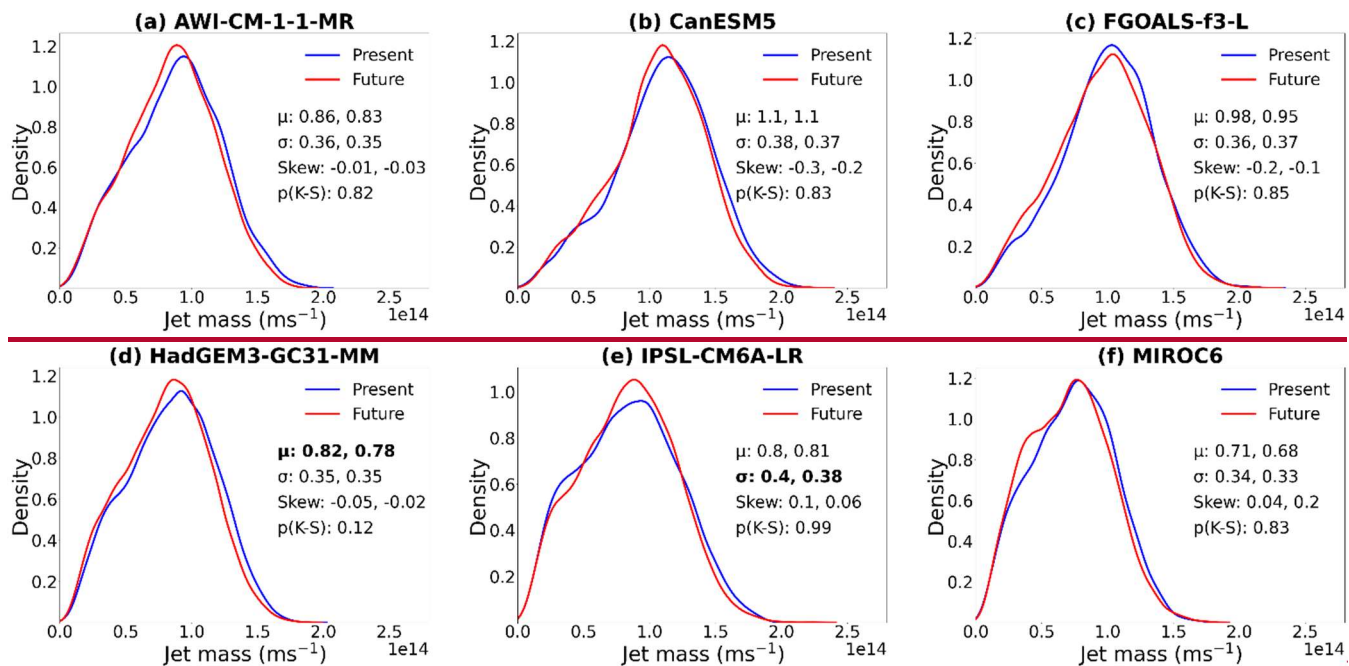 (a) AWI-CM-1-1-MR
Density
1.2
1.0
0.8
0.6
0.4
0.2
Present
Future
μ: 0.86, 0.83
σ: 0.36, 0.35
Skew: -0.01, -0.03
p(K-S): 0.82
0.0 0.5 1.0 1.5 2.0 2.5
1e14
Jet mass (ms⁻¹)
(b) CanESM5
Density
1.2
1.0
0.8
0.6
0.4
0.2
Present
Future
μ: 1.1, 1.1
σ: 0.38, 0.37
Skew: -0.3, -0.2
p(K-S): 0.83
0.0 0.5 1.0 1.5 2.0 2.5
1e14
Jet mass (ms⁻¹)
(c) FGOALS-f3-L
Density
1.2
1.0
0.8
0.6
0.4
0.2
Present
Future
μ: 0.98, 0.95
σ: 0.36, 0.37
Skew: -0.2, -0.1
p(K-S): 0.85
0.0 0.5 1.0 1.5 2.0 2.5
1e14
Jet mass (ms⁻¹)
(d) HadGEM3-GC31-MM
Density
1.2
1.0
0.8
0.6
0.4
0.2
Present
Future
μ: 0.82, 0.78
σ: 0.35, 0.35
Skew: -0.05, -0.02
p(K-S): 0.12
0.0 0.5 1.0 1.5 2.0 2.5
1e14
Jet mass (ms⁻¹)
(e) IPSL-CM6A-LR
Density
1.0
0.8
0.6
0.4
0.2
Present
Future
μ: 0.8, 0.81
σ: 0.4, 0.38
Skew: 0.1, 0.06
p(K-S): 0.99
0.0 0.5 1.0 1.5 2.0 2.5
1e14
Jet mass (ms⁻¹)
(f) MIROC6
Density
1.2
1.0
0.8
0.6
0.4
0.2
Present
Future
μ: 0.71, 0.68
σ: 0.34, 0.33
Skew: 0.04, 0.2
p(K-S): 0.83
0.0 0.5 1.0 1.5 2.0 2.5
1e14
Jet mass (ms⁻¹)